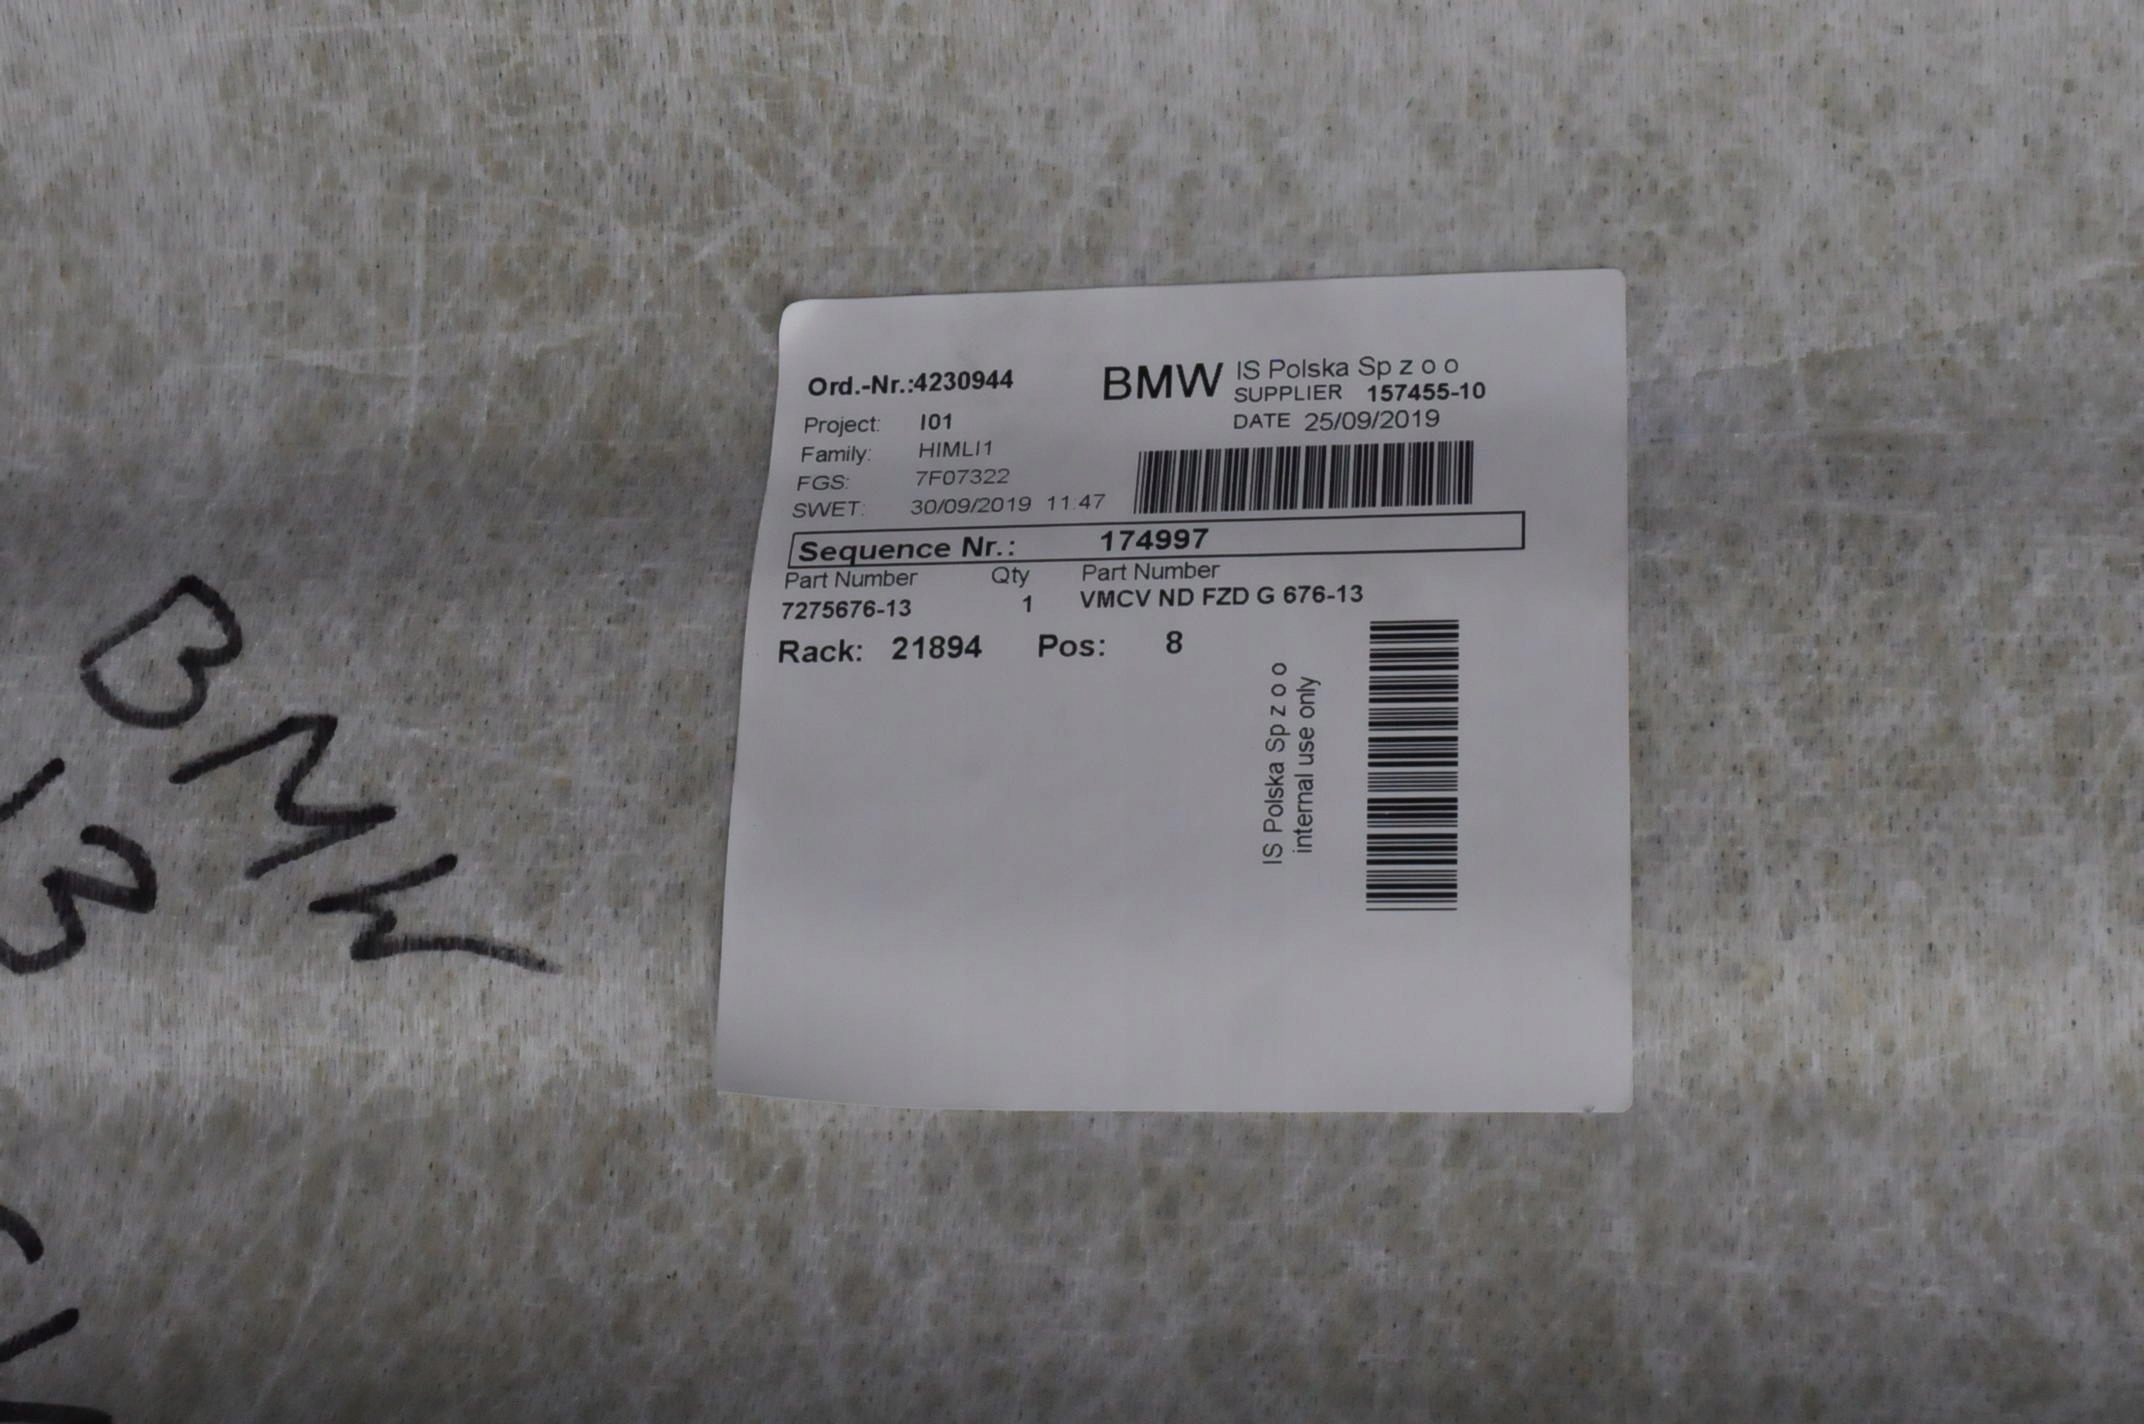 Ord.-Nr.:4230944
BMW
IS Polska Sp z o o
SUPPLIER 157455-10
DATE 25/09/2019
Project: I01
Family: HIMLI1
FGS: 7F07322
SWET: 30/09/2019 11:47
Sequence Nr.: 174997
Part Number Qty Part Number
7275676-13 1 VMCV ND FZD G 676-13
Rack: 21894 Pos: 8
IS Polska Sp z o o
internal use only
BMW